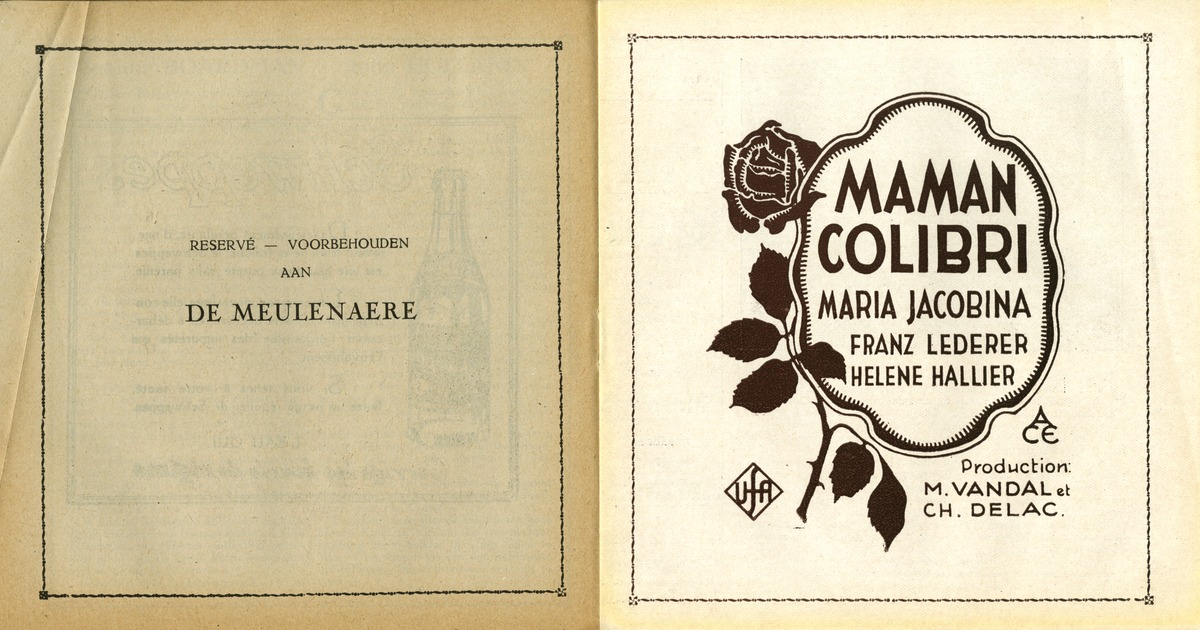 RESERVÉ — VOORBEHOUDEN
AAN
DE MEULENAERE
MAMAN
COLIBRI
MARIA JACOBINA
FRANZ LEDERER
HELENE HALLIER
ACE
UFA
Production:
M. VANDAL et
CH. DELAC.